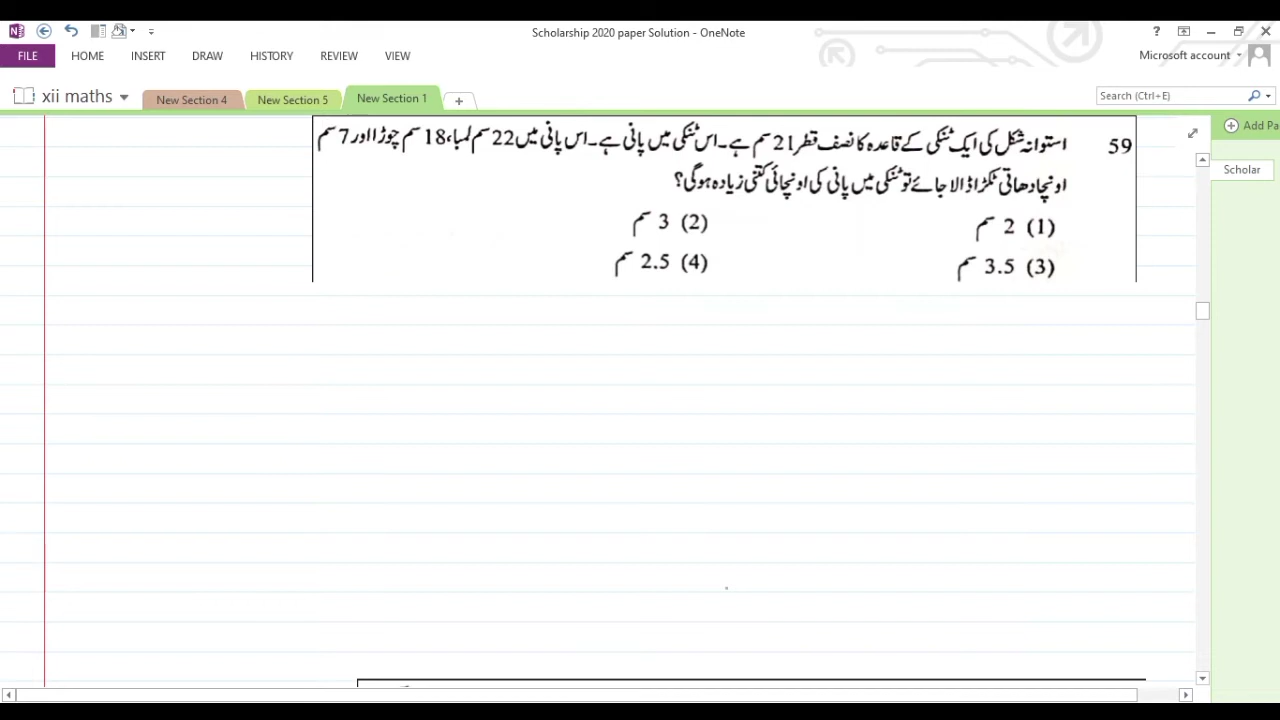 Scholarship 2020 paper Solution - OneNote
?
FILE HOME INSERT DRAW HISTORY REVIEW VIEW
Microsoft account
xii maths New Section 4 New Section 5 New Section 1 +
Search (Ctrl+E)
Add Pa
Scholar
59 استوانہ شکل کی ایک ٹنکی کے قاعدہ کا نصف قطر 21 سم ہے۔ اس ٹنکی میں پانی ہے۔ اس پانی میں 22 سم لمبا، 18 سم چوڑا اور 7 سم
اونچا دھاتی ٹکڑا ڈالا جائے تو ٹنکی میں پانی کی اونچائی کتنی زیادہ ہوگی؟
(1) 2 سم (2) 3 سم
(3) 3.5 سم (4) 2.5 سم